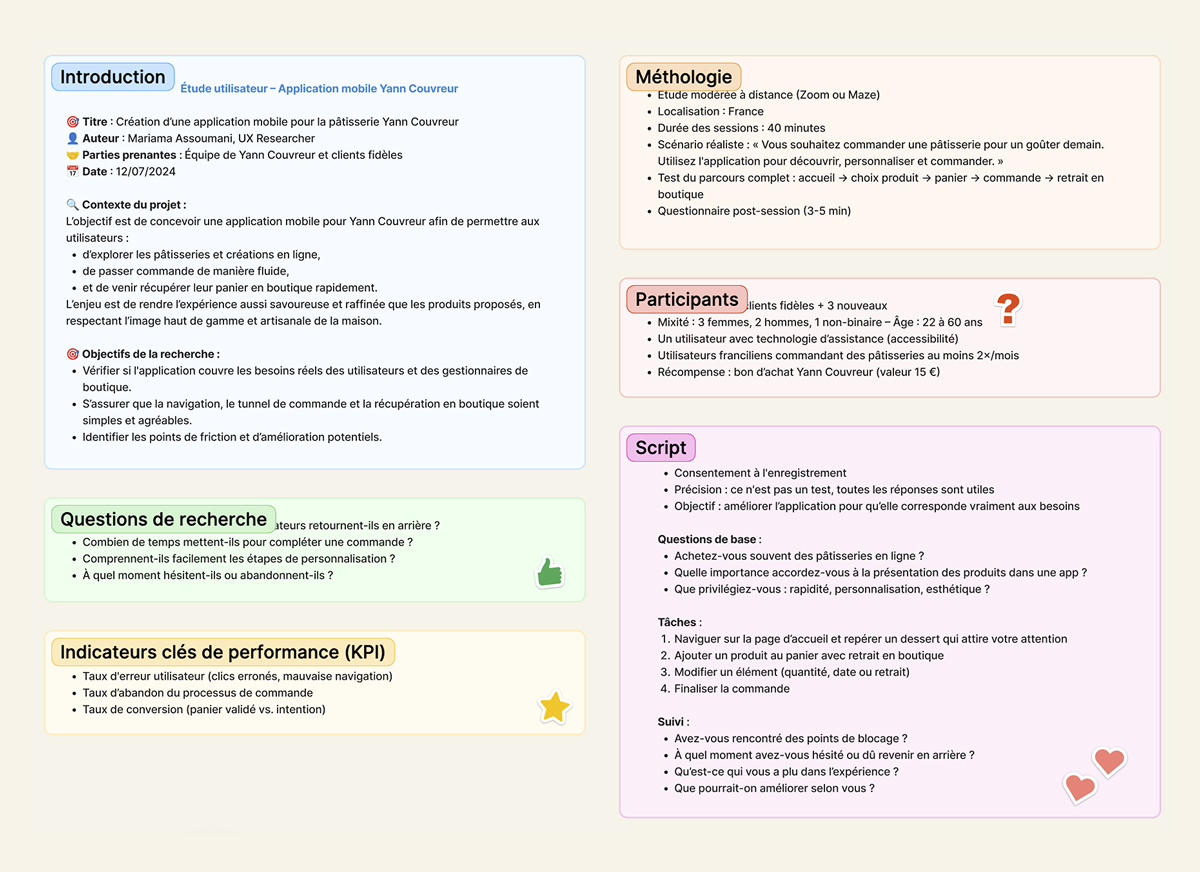 Introduction
Étude utilisateur – Application mobile Yann Couvreur
🎯 Titre : Création d’une application mobile pour la pâtisserie Yann Couvreur
👤 Auteur : Mariama Assoumani, UX Researcher
🤝 Parties prenantes : Équipe de Yann Couvreur et clients fidèles
📅 Date : 12/07/2024
🔍 Contexte du projet :
L’objectif est de concevoir une application mobile pour Yann Couvreur afin de permettre aux
utilisateurs :
• d’explorer les pâtisseries et créations en ligne,
• de passer commande de manière fluide,
• et de venir récupérer leur panier en boutique rapidement.
L’enjeu est de rendre l’expérience aussi savoureuse et raffinée que les produits proposés, en
respectant l’image haut de gamme et artisanale de la maison.
🎯 Objectifs de la recherche :
• Vérifier si l'application couvre les besoins réels des utilisateurs et des gestionnaires de
boutique.
• S’assurer que la navigation, le tunnel de commande et la récupération en boutique soient
simples et agréables.
• Identifier les points de friction et d’amélioration potentiels.
Questions de recherche
retournent-ils en arrière ?
• Combien de temps mettent-ils pour compléter une commande ?
• Comprennent-ils facilement les étapes de personnalisation ?
• À quel moment hésitent-ils ou abandonnent-ils ?
Indicateurs clés de performance (KPI)
• Taux d'erreur utilisateur (clics erronés, mauvaise navigation)
• Taux d’abandon du processus de commande
• Taux de conversion (panier validé vs. intention)
Méthologie
• Étude modérée à distance (Zoom ou Maze)
• Localisation : France
• Durée des sessions : 40 minutes
• Scénario réaliste : « Vous souhaitez commander une pâtisserie pour un goûter demain.
Utilisez l'application pour découvrir, personnaliser et commander. »
• Test du parcours complet : accueil → choix produit → panier → commande → retrait en
boutique
• Questionnaire post-session (3-5 min)
Participants
clients fidèles + 3 nouveaux
• Mixité : 3 femmes, 2 hommes, 1 non-binaire – Âge : 22 à 60 ans
• Un utilisateur avec technologie d’assistance (accessibilité)
• Utilisateurs franciliens commandant des pâtisseries au moins 2×/mois
• Récompense : bon d’achat Yann Couvreur (valeur 15 €)
Script
• Consentement à l'enregistrement
• Précision : ce n'est pas un test, toutes les réponses sont utiles
• Objectif : améliorer l’application pour qu’elle corresponde vraiment aux besoins
Questions de base :
• Achetez-vous souvent des pâtisseries en ligne ?
• Quelle importance accordez-vous à la présentation des produits dans une app ?
• Que privilégiez-vous : rapidité, personnalisation, esthétique ?
Tâches :
1. Naviguer sur la page d’accueil et repérer un dessert qui attire votre attention
2. Ajouter un produit au panier avec retrait en boutique
3. Modifier un élément (quantité, date ou retrait)
4. Finaliser la commande
Suivi :
• Avez-vous rencontré des points de blocage ?
• À quel moment avez-vous hésité ou dû revenir en arrière ?
• Qu’est-ce qui vous a plu dans l’expérience ?
• Que pourrait-on améliorer selon vous ?